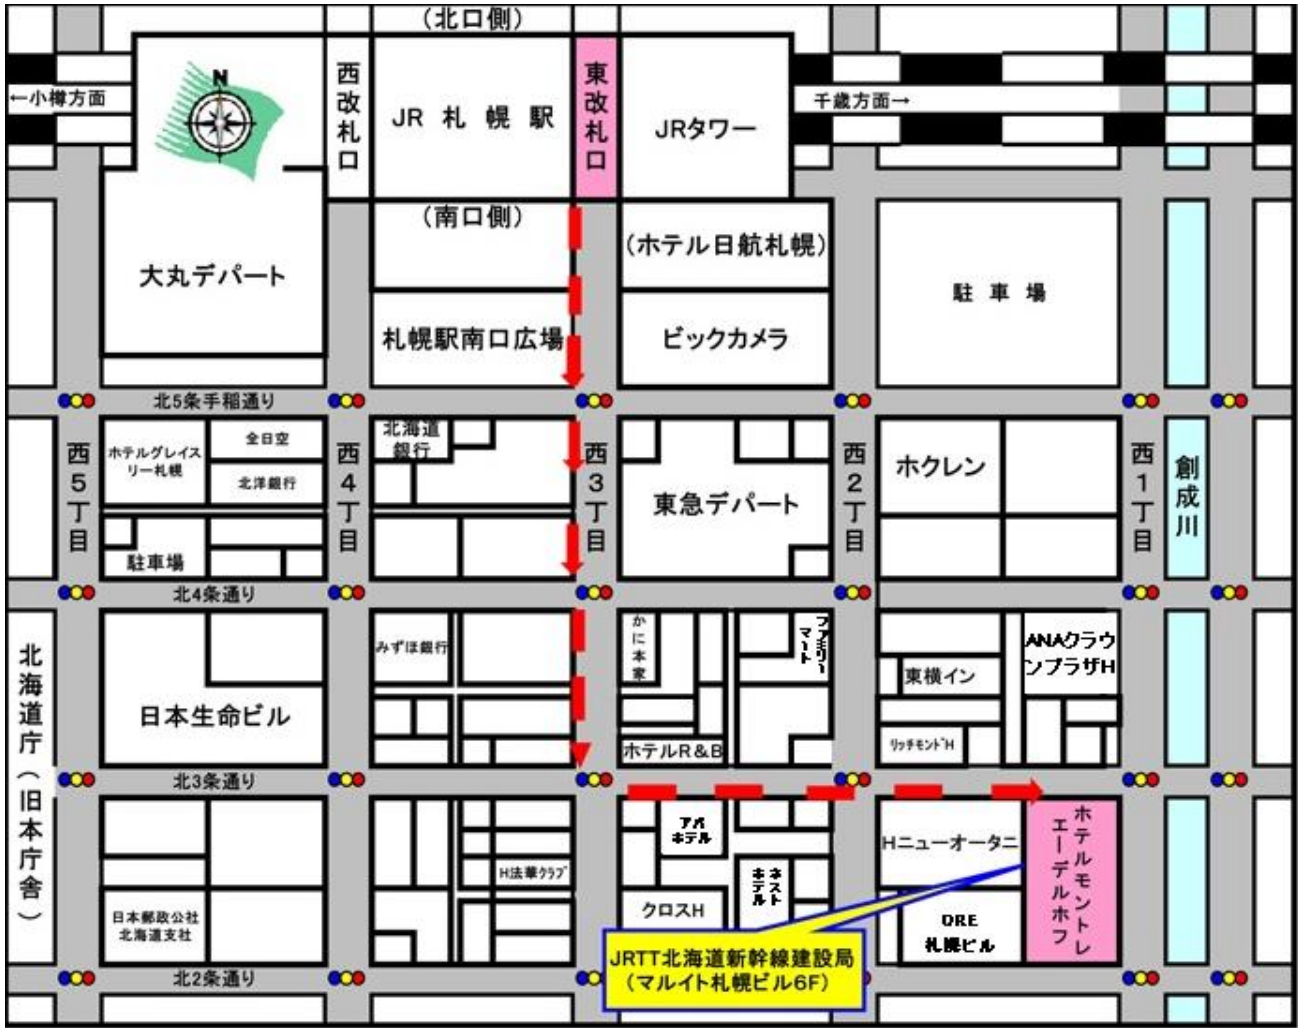 (北口側)
N
←小樽方面
西改札口
JR 札 幌 駅
東改札口
JRタワー
千歳方面→
(南口側)
(ホテル日航札幌)
大丸デパート
駐 車 場
札幌駅南口広場
ビックカメラ
北5条手稲通り
西5丁目
ホテルグレイス
リー札幌
全日空
北洋銀行
駐車場
西4丁目
北海道
銀行
西3丁目
東急デパート
西2丁目
ホクレン
西1丁目
創成川
北4条通り
北海道庁(旧本庁舎)
日本生命ビル
みずほ銀行
かに本家
ファミリー
マート
ホテルR&B
東横イン
リッチモンドH
ANAクラウ
ンプラザH
北3条通り
日本郵政公社
北海道支社
H法華クラブ
アパ
ホテル
クロスH
ネスト
ホテル
Hニューオータニ
ORE
札幌ビル
ホテルモントレ
エーデルホフ
JRTT北海道新幹線建設局
(マルイト札幌ビル6F)
北2条通り